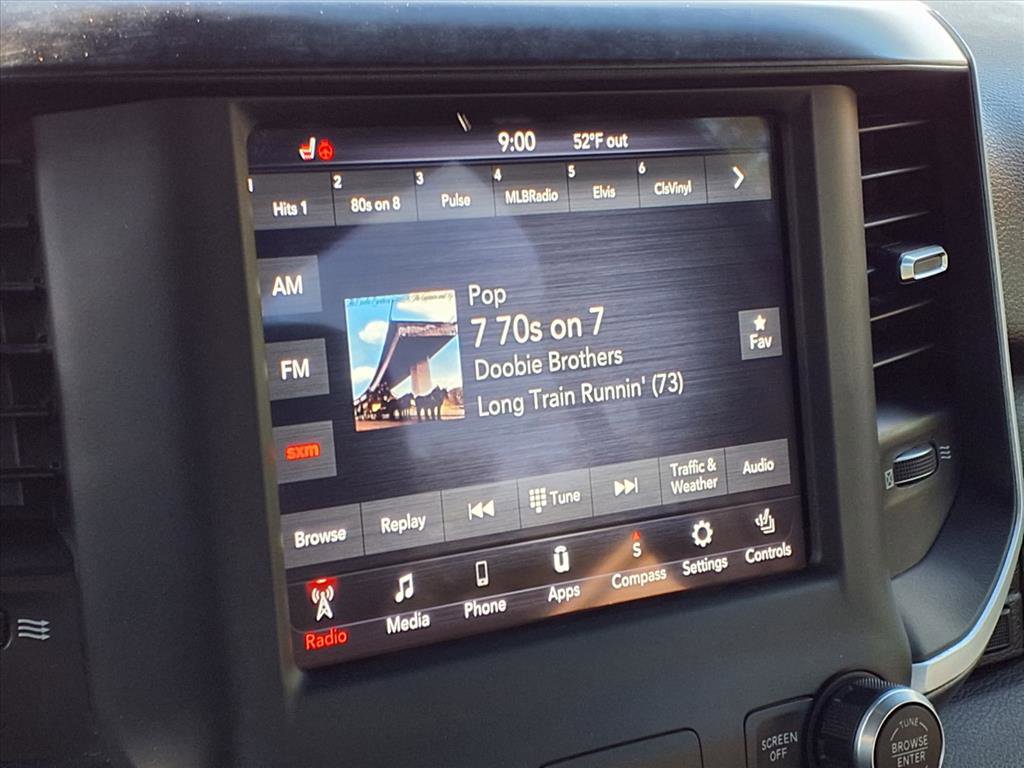 9:00 52°F out
1 Hits 1 2 80s on 8 3 Pulse 4 MLBRadio 5 Elvis 6 ClsVinyl
AM
Pop
7 70s on 7
Fav
Doobie Brothers
FM
Long Train Runnin' (73)
sxm
Browse Replay Tune Traffic & Weather Audio
Radio Media Phone Apps S Compass Settings Controls
SCREEN
OFF
TUNE
BROWSE
ENTER